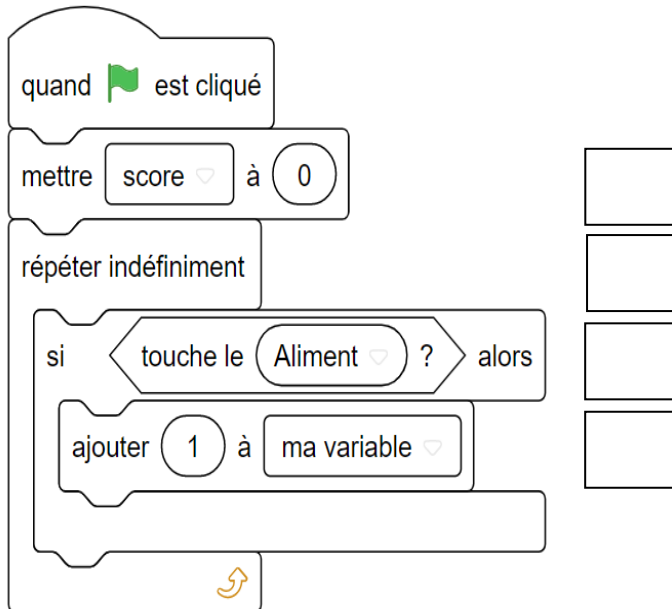 quand est cliqué
mettre score à 0
répéter indéfiniment
si touche le Aliment ? alors
ajouter 1 à ma variable